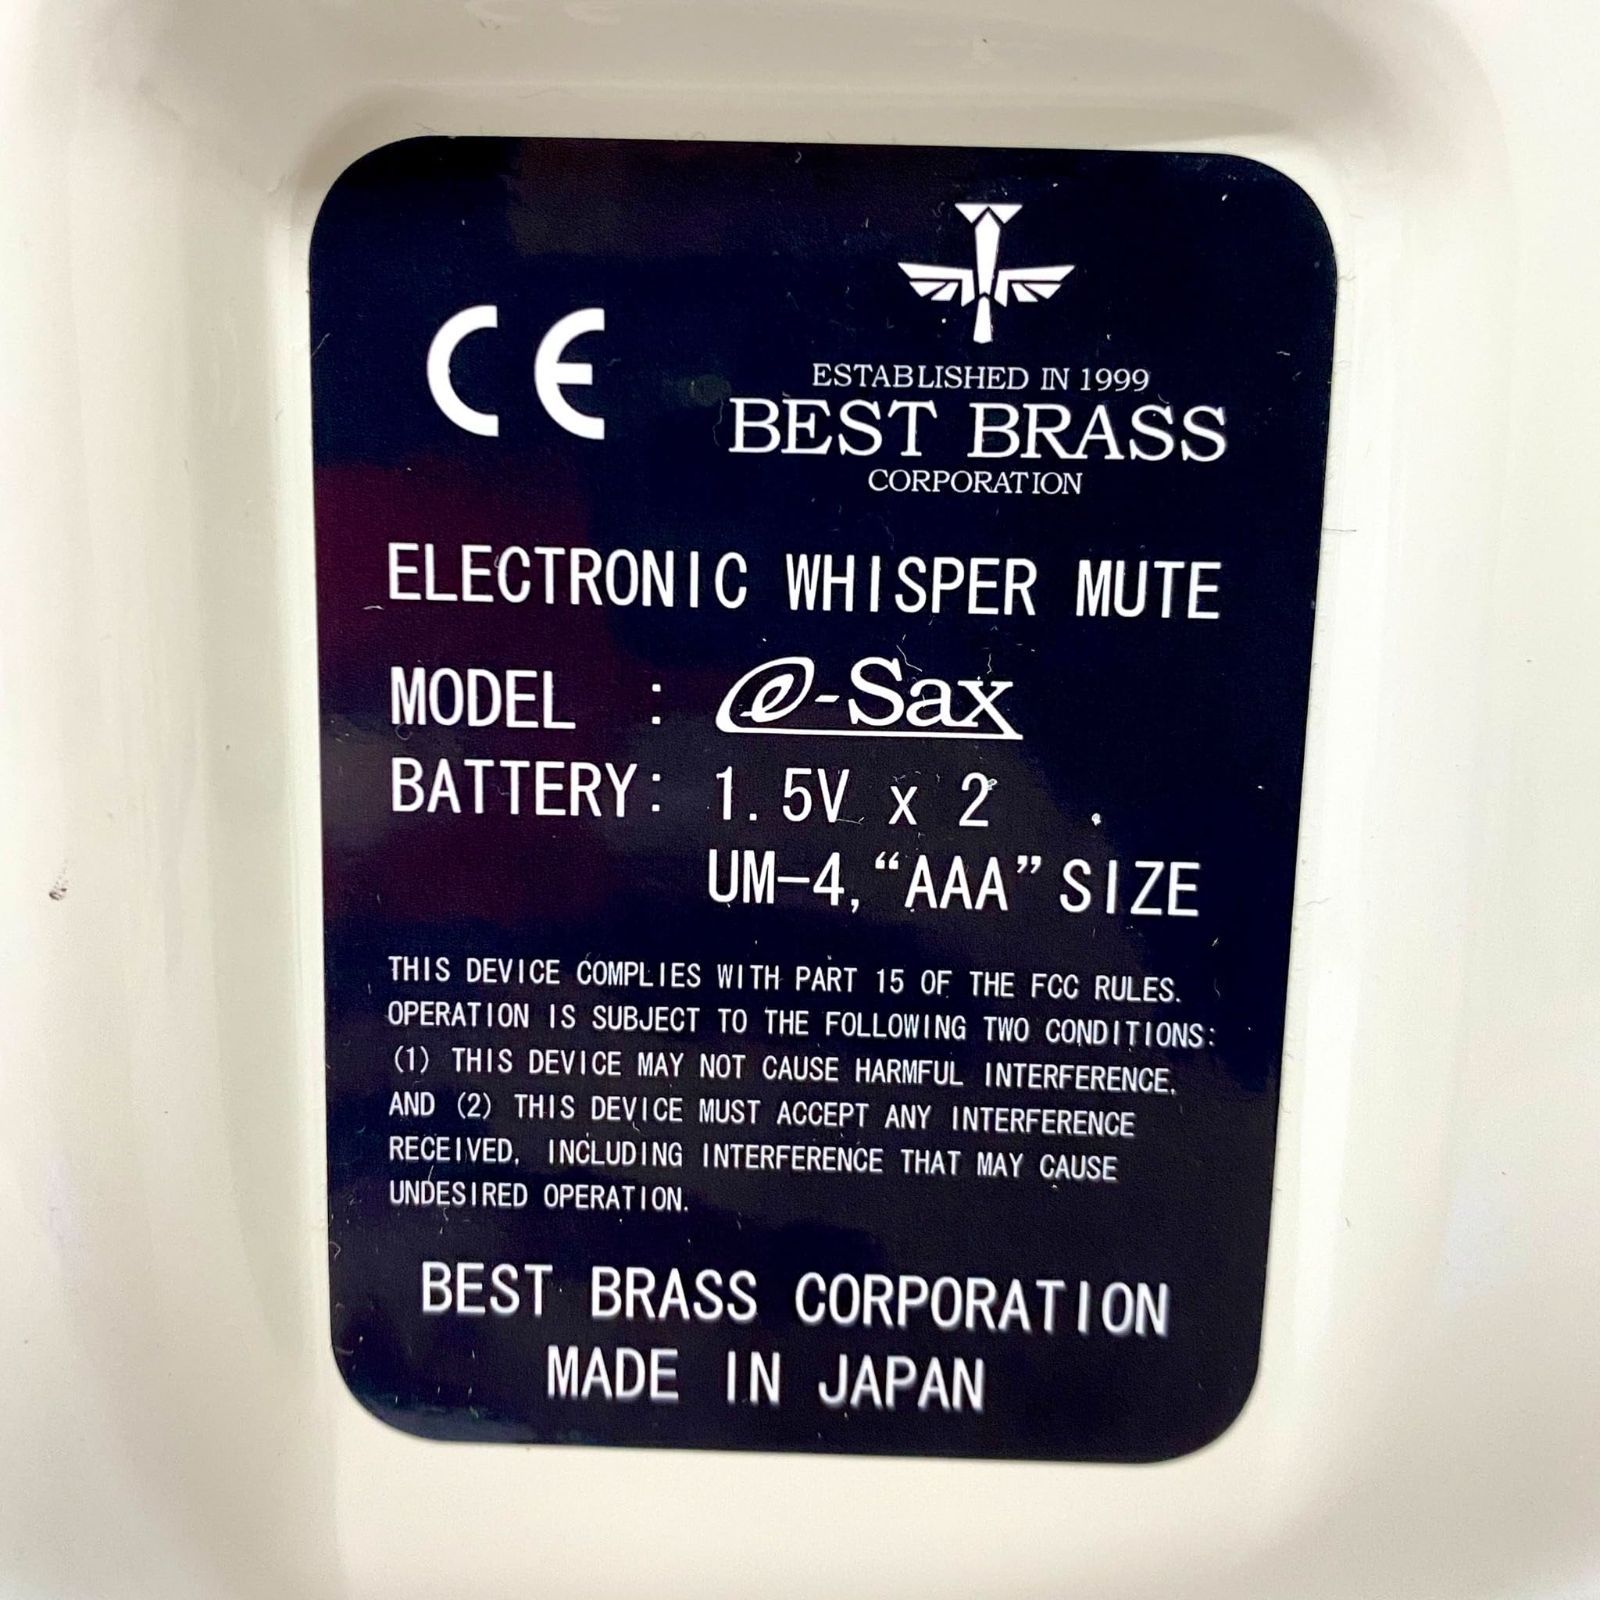 CE
ESTABLISHED IN 1999
BEST BRASS
CORPORATION
ELECTRONIC WHISPER MUTE
MODEL : e-Sax
BATTERY: 1.5V x 2
UM-4, “AAA” SIZE
THIS DEVICE COMPLIES WITH PART 15 OF THE FCC RULES.
OPERATION IS SUBJECT TO THE FOLLOWING TWO CONDITIONS:
(1) THIS DEVICE MAY NOT CAUSE HARMFUL INTERFERENCE,
AND (2) THIS DEVICE MUST ACCEPT ANY INTERFERENCE
RECEIVED, INCLUDING INTERFERENCE THAT MAY CAUSE
UNDESIRED OPERATION.
BEST BRASS CORPORATION
MADE IN JAPAN